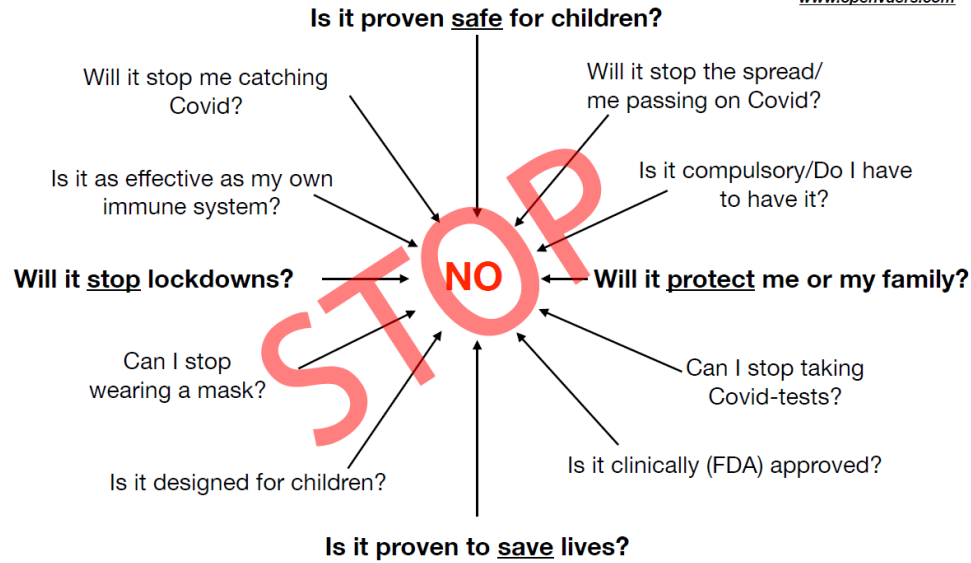 www.openvaers.com
Is it proven safe for children?
Will it stop me catching
Covid?
Will it stop the spread/
me passing on Covid?
Is it as effective as my own
immune system?
Is it compulsory/Do I have
to have it?
STOP
NO
Will it stop lockdowns?
Will it protect me or my family?
Can I stop
wearing a mask?
Can I stop taking
Covid-tests?
Is it designed for children?
Is it clinically (FDA) approved?
Is it proven to save lives?